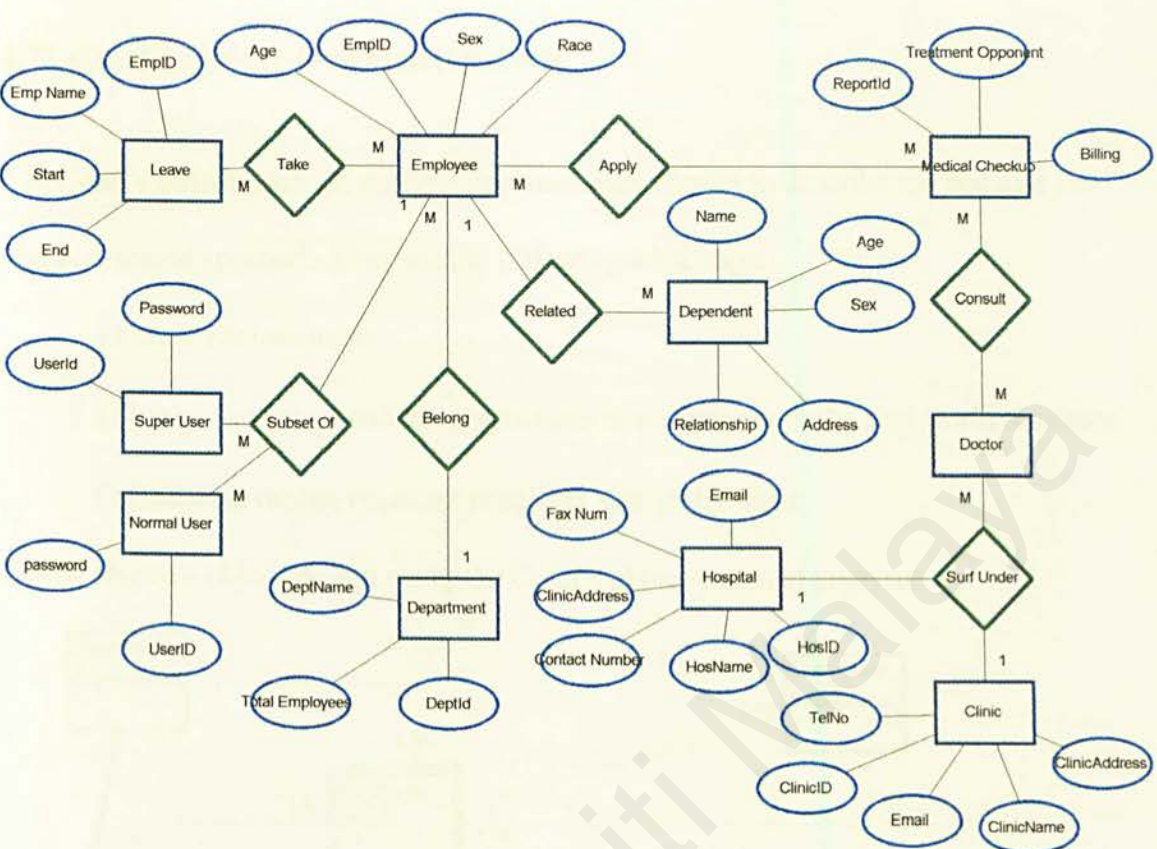 EmpID
Emp Name
Start
End
Leave
M
Take
M
Age
EmpID
Sex
Race
Employee
1
M
1
M
Apply
M
ReportId
Treatment Opponent
Medical Checkup
Billing
M
Consult
M
Doctor
M
Surf Under
1
Clinic
TelNo
ClinicID
Email
ClinicName
ClinicAddress
Related
M
Dependent
Name
Age
Sex
Relationship
Address
Password
UserId
Super User
M
Subset Of
M
Normal User
password
UserID
Belong
1
Department
DeptName
Total Employees
DeptId
Hospital
Email
Fax Num
ClinicAddress
Contact Number
HosName
HosID
1
iti Malaya